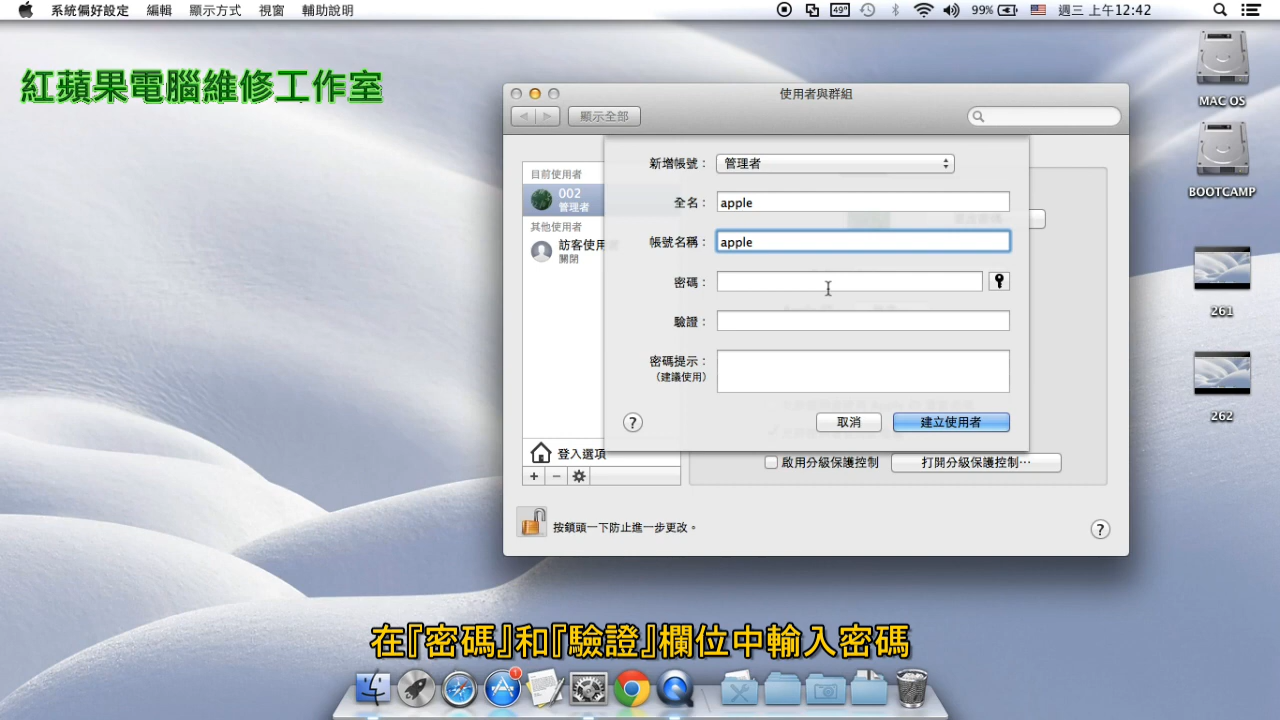 系統偏好設定 編輯 顯示方式 視窗 輔助說明
49° 99% 週三 上午12:42
紅蘋果電腦維修工作室
MAC OS
BOOTCAMP
261
262
使用者與群組
顯示全部
目前使用者
002
管理者
其他使用者
訪客使用
關閉
登入選項
新增帳號： 管理者
全名： apple
帳號名稱： apple
密碼：
驗證：
密碼提示：
（建議使用）
? 取消 建立使用者
啟用分級保護控制 打開分級保護控制⋯
+ −
按鎖頭一下防止進一步更改。
?
在『密碼』和『驗證』欄位中輸入密碼
1